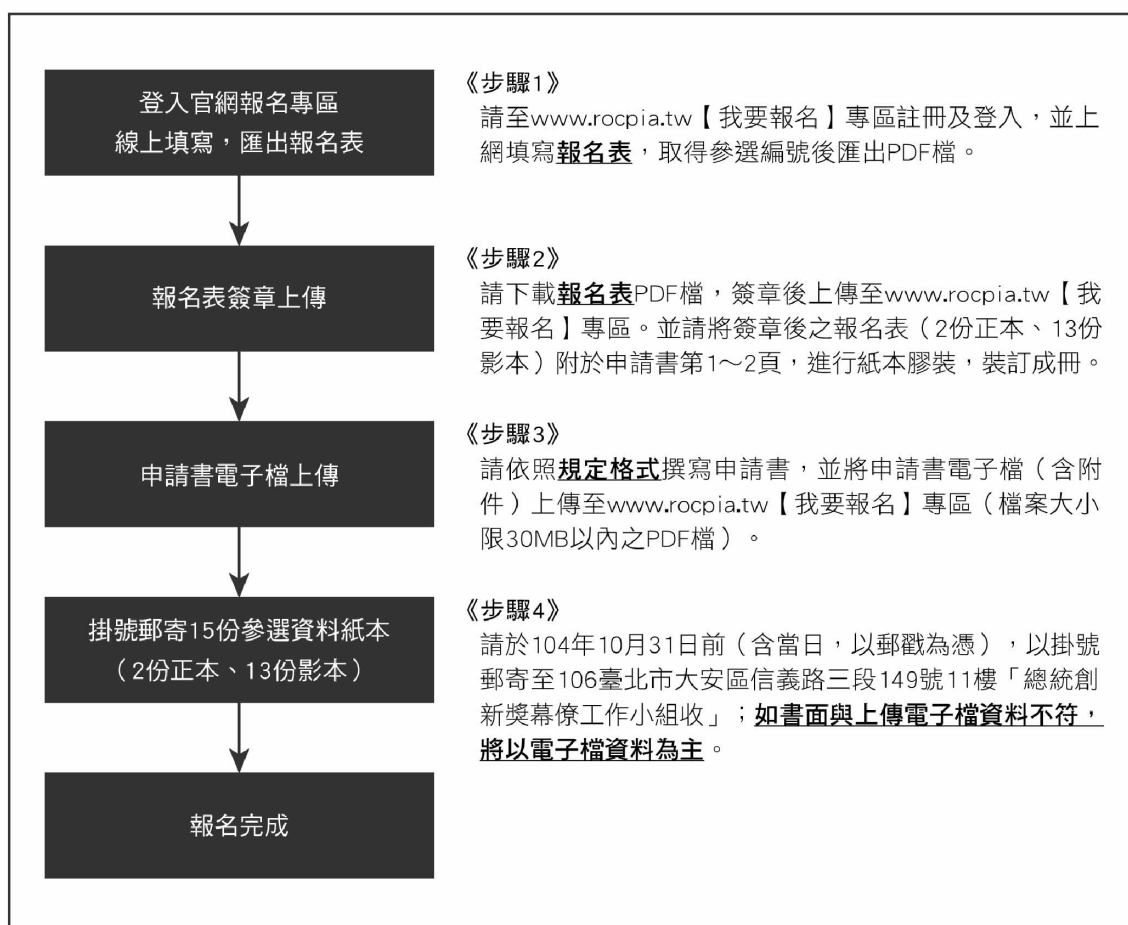 登入官網報名專區
線上填寫，匯出報名表
《步驟1》
請至www.rocpia.tw【我要報名】專區註冊及登入，並上
網填寫報名表，取得參選編號後匯出PDF檔。
報名表簽章上傳
《步驟2》
請下載報名表PDF檔，簽章後上傳至www.rocpia.tw【我
要報名】專區。並請將簽章後之報名表（2份正本、13份
影本）附於申請書第1～2頁，進行紙本膠裝，裝訂成冊。
申請書電子檔上傳
《步驟3》
請依照規定格式撰寫申請書，並將申請書電子檔（含附
件）上傳至www.rocpia.tw【我要報名】專區（檔案大小
限30MB以內之PDF檔）。
掛號郵寄15份參選資料紙本
（2份正本、13份影本）
《步驟4》
請於104年10月31日前（含當日，以郵戳為憑），以掛號
郵寄至106臺北市大安區信義路三段149號11樓「總統創
新獎幕僚工作小組收」；如書面與上傳電子檔資料不符，
將以電子檔資料為主。
報名完成